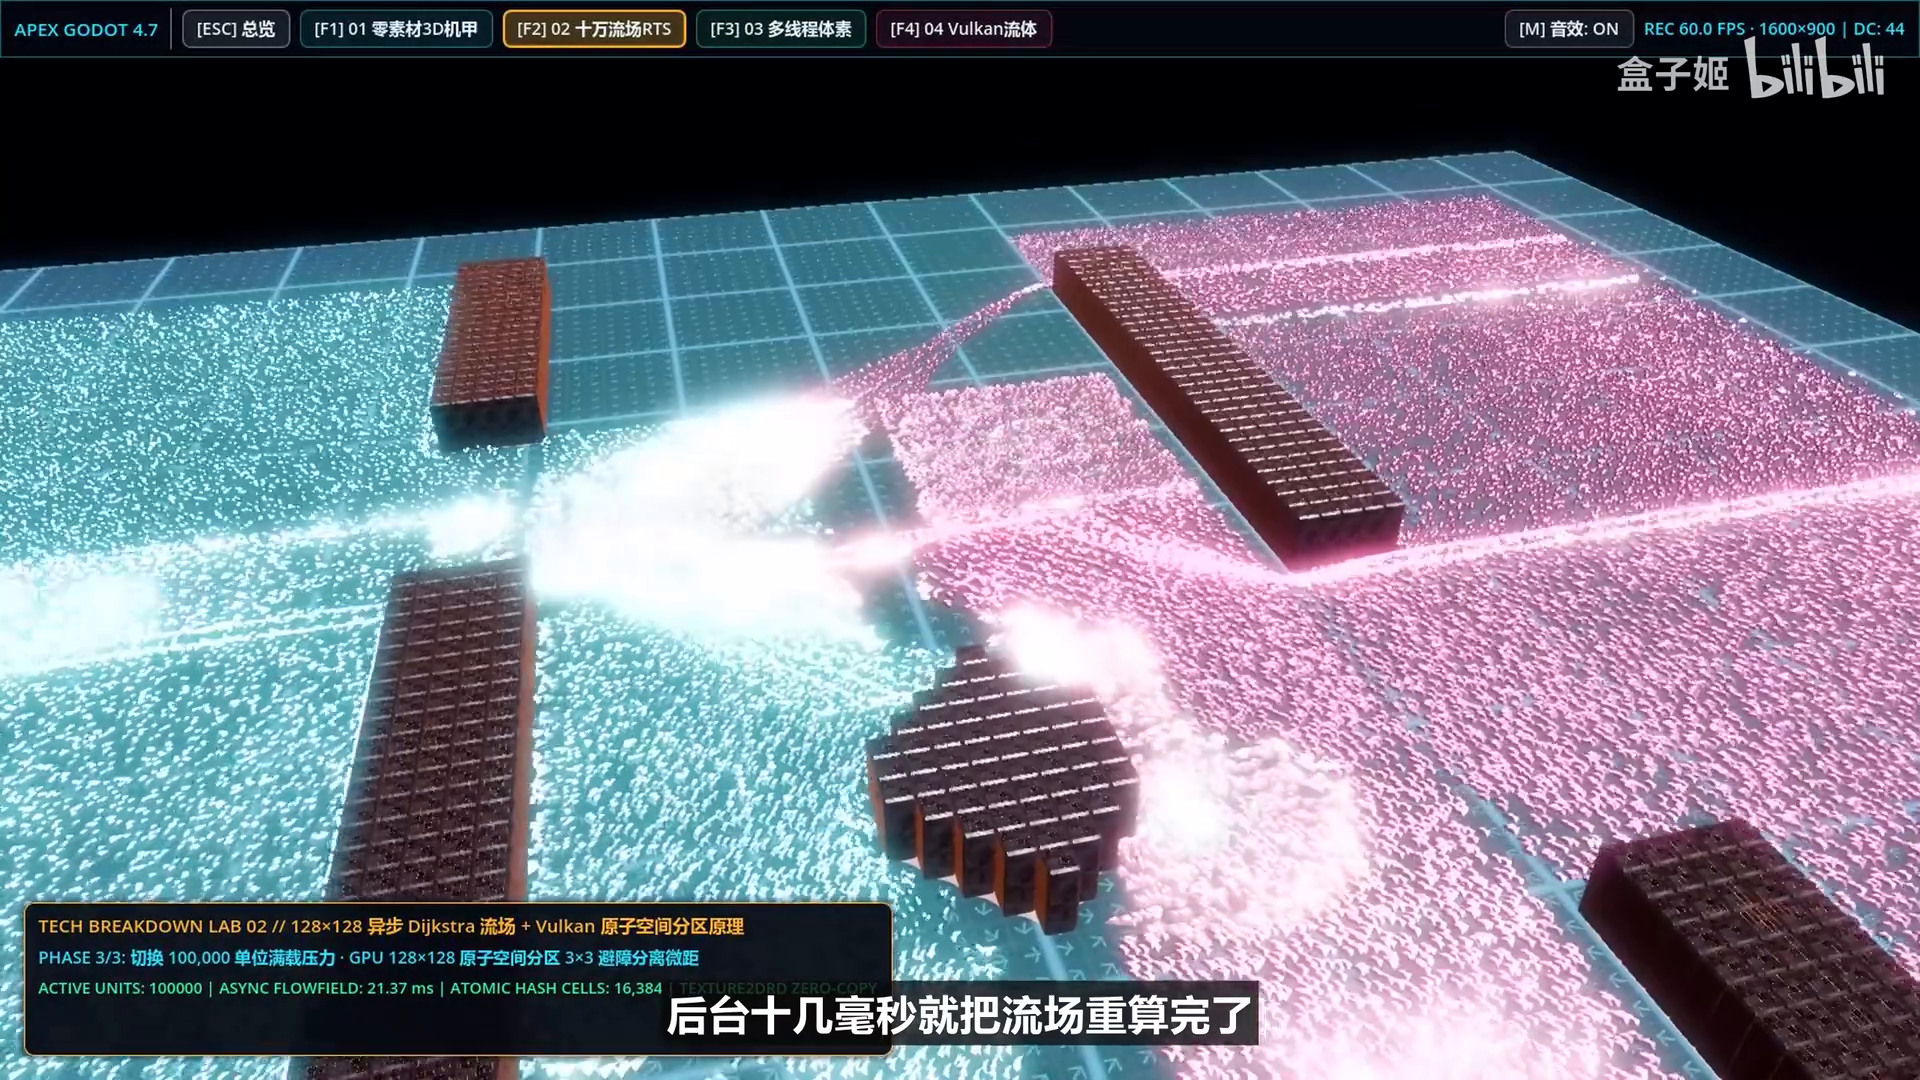 APEX GODOT 4.7 [ESC] 总览 [F1] 01 零素材3D机甲 [F2] 02 十万流场RTS [F3] 03 多线程体素 [F4] 04 Vulkan流体 [M] 音效: ON REC 60.0 FPS · 1600×900 | DC: 44
盒子姬 bilibili
TECH BREAKDOWN LAB 02 // 128×128 异步 Dijkstra 流场 + Vulkan 原子空间分区原理
PHASE 3/3: 切换 100,000 单位满载压力 · GPU 128×128 原子空间分区 3×3 避障分离微距
ACTIVE UNITS: 100000 | ASYNC FLOWFIELD: 21.37 ms | ATOMIC HASH CELLS: 16,384 | TEXTURE2DRD ZERO-COPY
后台十几毫秒就把流场重算完了